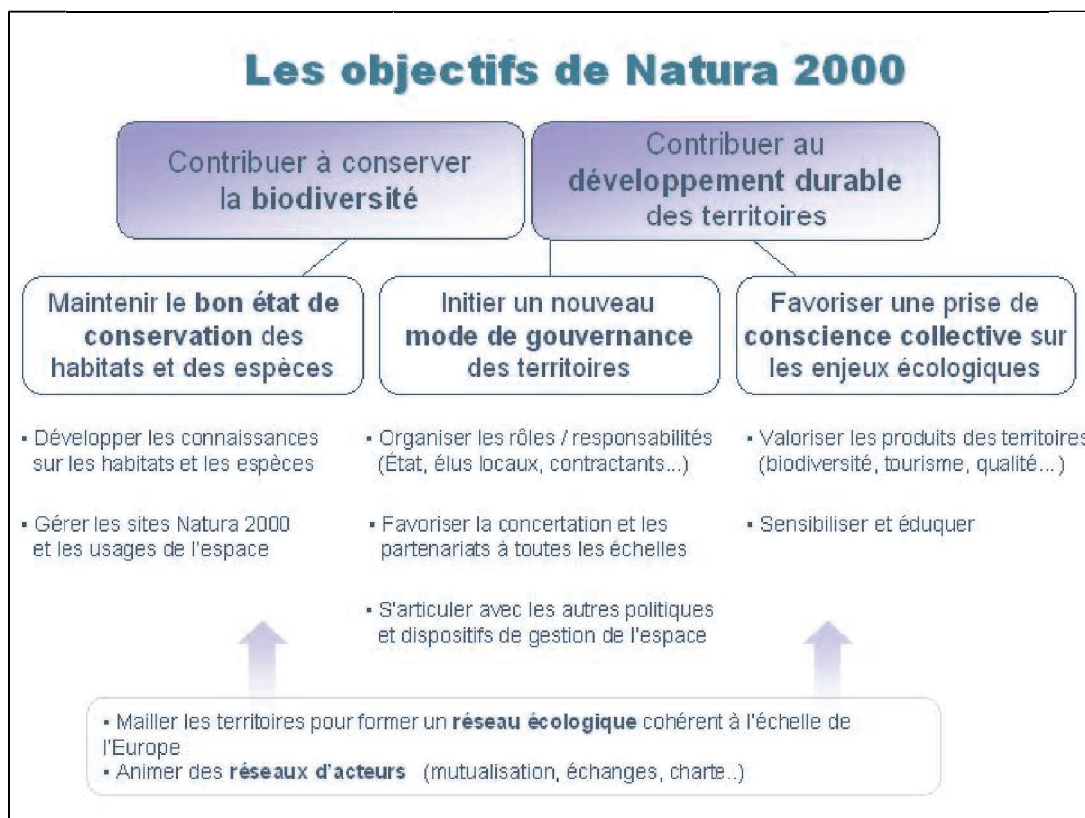 Les objectifs de Natura 2000
Contribuer à conserver
la biodiversité
Contribuer au
développement durable
des territoires
Maintenir le bon état de
conservation des
habitats et des espèces
Initier un nouveau
mode de gouvernance
des territoires
Favoriser une prise de
conscience collective sur
les enjeux écologiques
▪ Développer les connaissances
sur les habitats et les espèces
▪ Gérer les sites Natura 2000
et les usages de l'espace
▪ Organiser les rôles / responsabilités
(État, élus locaux, contractants...)
▪ Favoriser la concertation et les
partenariats à toutes les échelles
▪ S'articuler avec les autres politiques
et dispositifs de gestion de l'espace
▪ Valoriser les produits des territoires
(biodiversité, tourisme, qualité...)
▪ Sensibiliser et éduquer
▪ Mailler les territoires pour former un réseau écologique cohérent à l'échelle de
l'Europe
▪ Animer des réseaux d'acteurs (mutualisation, échanges, charte..)